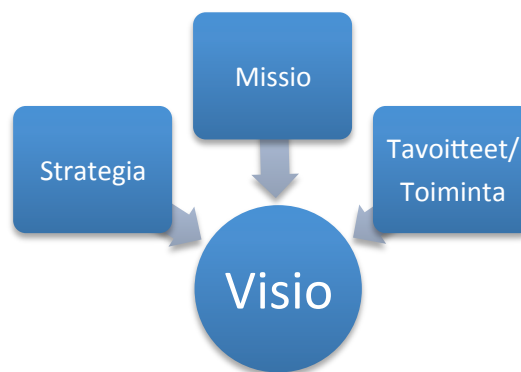 Missio
Strategia
Tavoitteet/
Toiminta
Visio